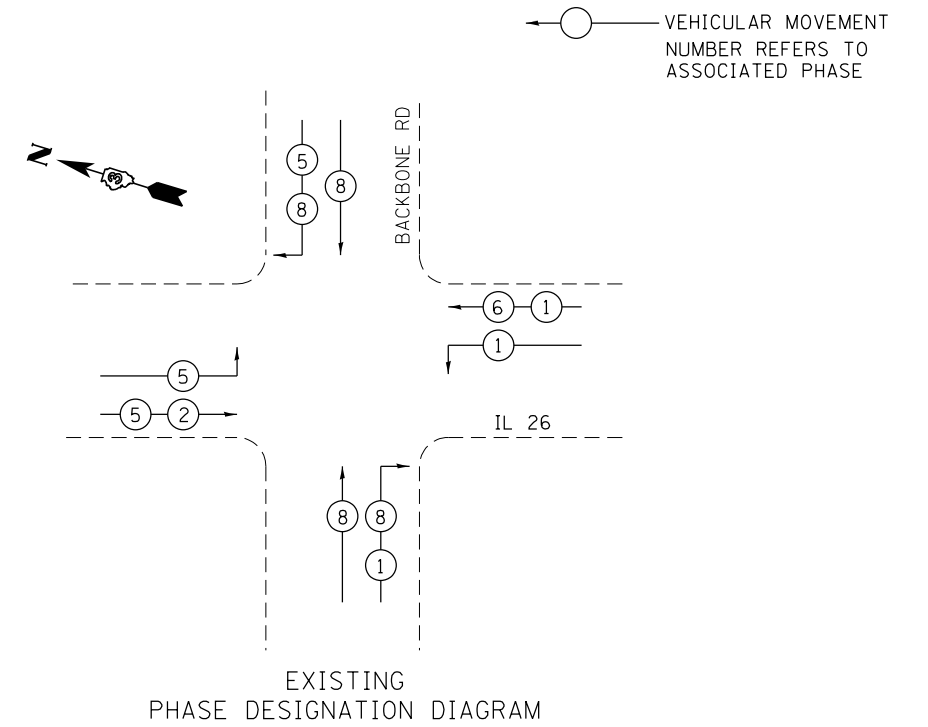 VEHICULAR MOVEMENT
NUMBER REFERS TO
ASSOCIATED PHASE
N
3
BACKBONE RD
5
8
8
6 1
1
5
5 2
IL 26
8 8
1
EXISTING
PHASE DESIGNATION DIAGRAM